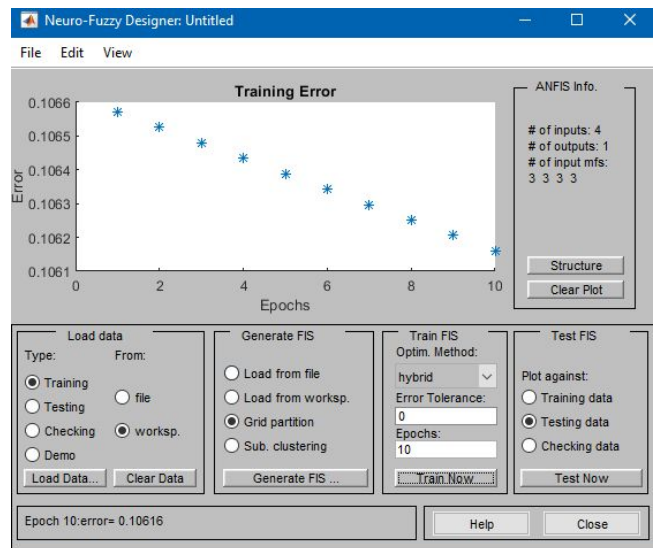 Neuro-Fuzzy Designer: Untitled
File Edit View
Training Error
0.1066
0.1065
0.1064
0.1063
0.1062
0.1061
Error
0 2 4 6 8 10
Epochs
ANFIS Info.
# of inputs: 4
# of outputs: 1
# of input mfs:
3 3 3 3
Structure
Clear Plot
Load data
Type: From:
Training
Testing
Checking
Demo
file
worksp.
Load Data... Clear Data
Generate FIS
Load from file
Load from worksp.
Grid partition
Sub. clustering
Generate FIS ...
Train FIS
Optim. Method:
hybrid
Error Tolerance:
0
Epochs:
10
Train Now
Test FIS
Plot against:
Training data
Testing data
Checking data
Test Now
Epoch 10:error= 0.10616
Help Close